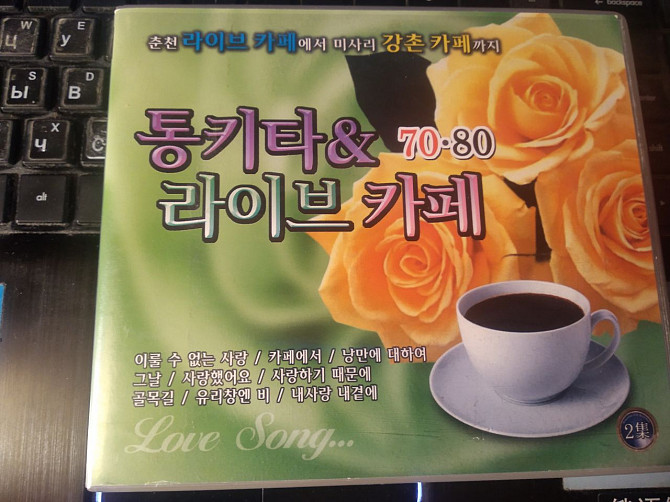 backspace
W
E
Ц
У
S
D
Ы
В
X
Ч
C
alt
춘천 라이브 카페에서 미사리 강촌 카페까지
통키타& 70·80
라이브 카페
이룰 수 없는 사랑 / 카페에서 / 낭만에 대하여
그날 / 사랑했어요 / 사랑하기 때문에
골목길 / 유리창엔 비 / 내사랑 내곁에
Love Song...
2集